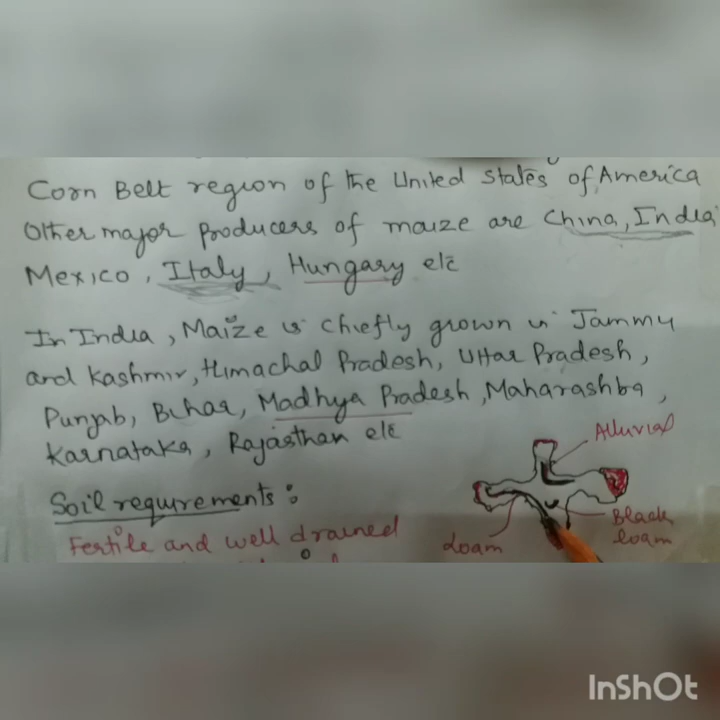 Corn Belt region of the United States of America
Other major producers of maize are China, India
Mexico, Italy, Hungary etc
In India, Maize is chiefly grown in Jammu
and Kashmir, Himachal Pradesh, Uttar Pradesh,
Punjab, Bihar, Madhya Pradesh, Maharashtra,
Karnataka, Rajasthan etc
Alluvial
Soil requirements:
Black
loam
Loam
Fertile and well drained
InShOt